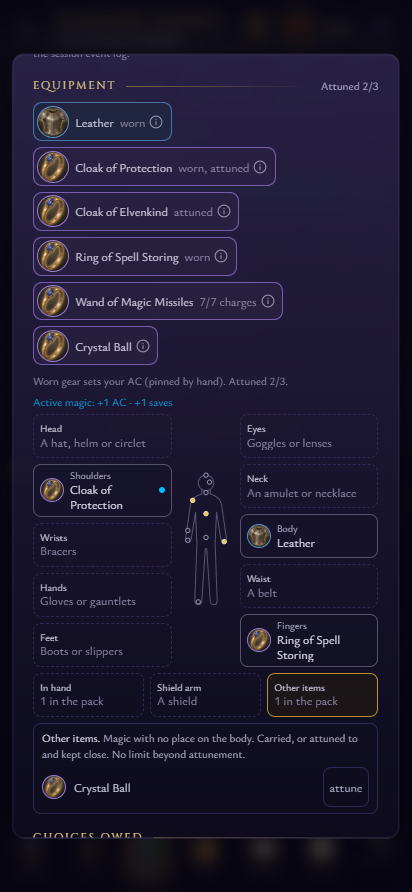 the session event log.
EQUIPMENT
Attuned 2/3
Leather worn
Cloak of Protection worn, attuned
Cloak of Elvenkind attuned
Ring of Spell Storing worn
Wand of Magic Missiles 7/7 charges
Crystal Ball
Worn gear sets your AC (pinned by hand). Attuned 2/3.
Active magic: +1 AC · +1 saves
Head
A hat, helm or circlet
Eyes
Goggles or lenses
Shoulders
Cloak of
Protection
Neck
An amulet or necklace
Wrists
Bracers
Body
Leather
Hands
Gloves or gauntlets
Waist
A belt
Feet
Boots or slippers
Fingers
Ring of Spell
Storing
In hand
1 in the pack
Shield arm
A shield
Other items
1 in the pack
Other items. Magic with no place on the body. Carried, or attuned to
and kept close. No limit beyond attunement.
Crystal Ball
attune
CHOICES OWED